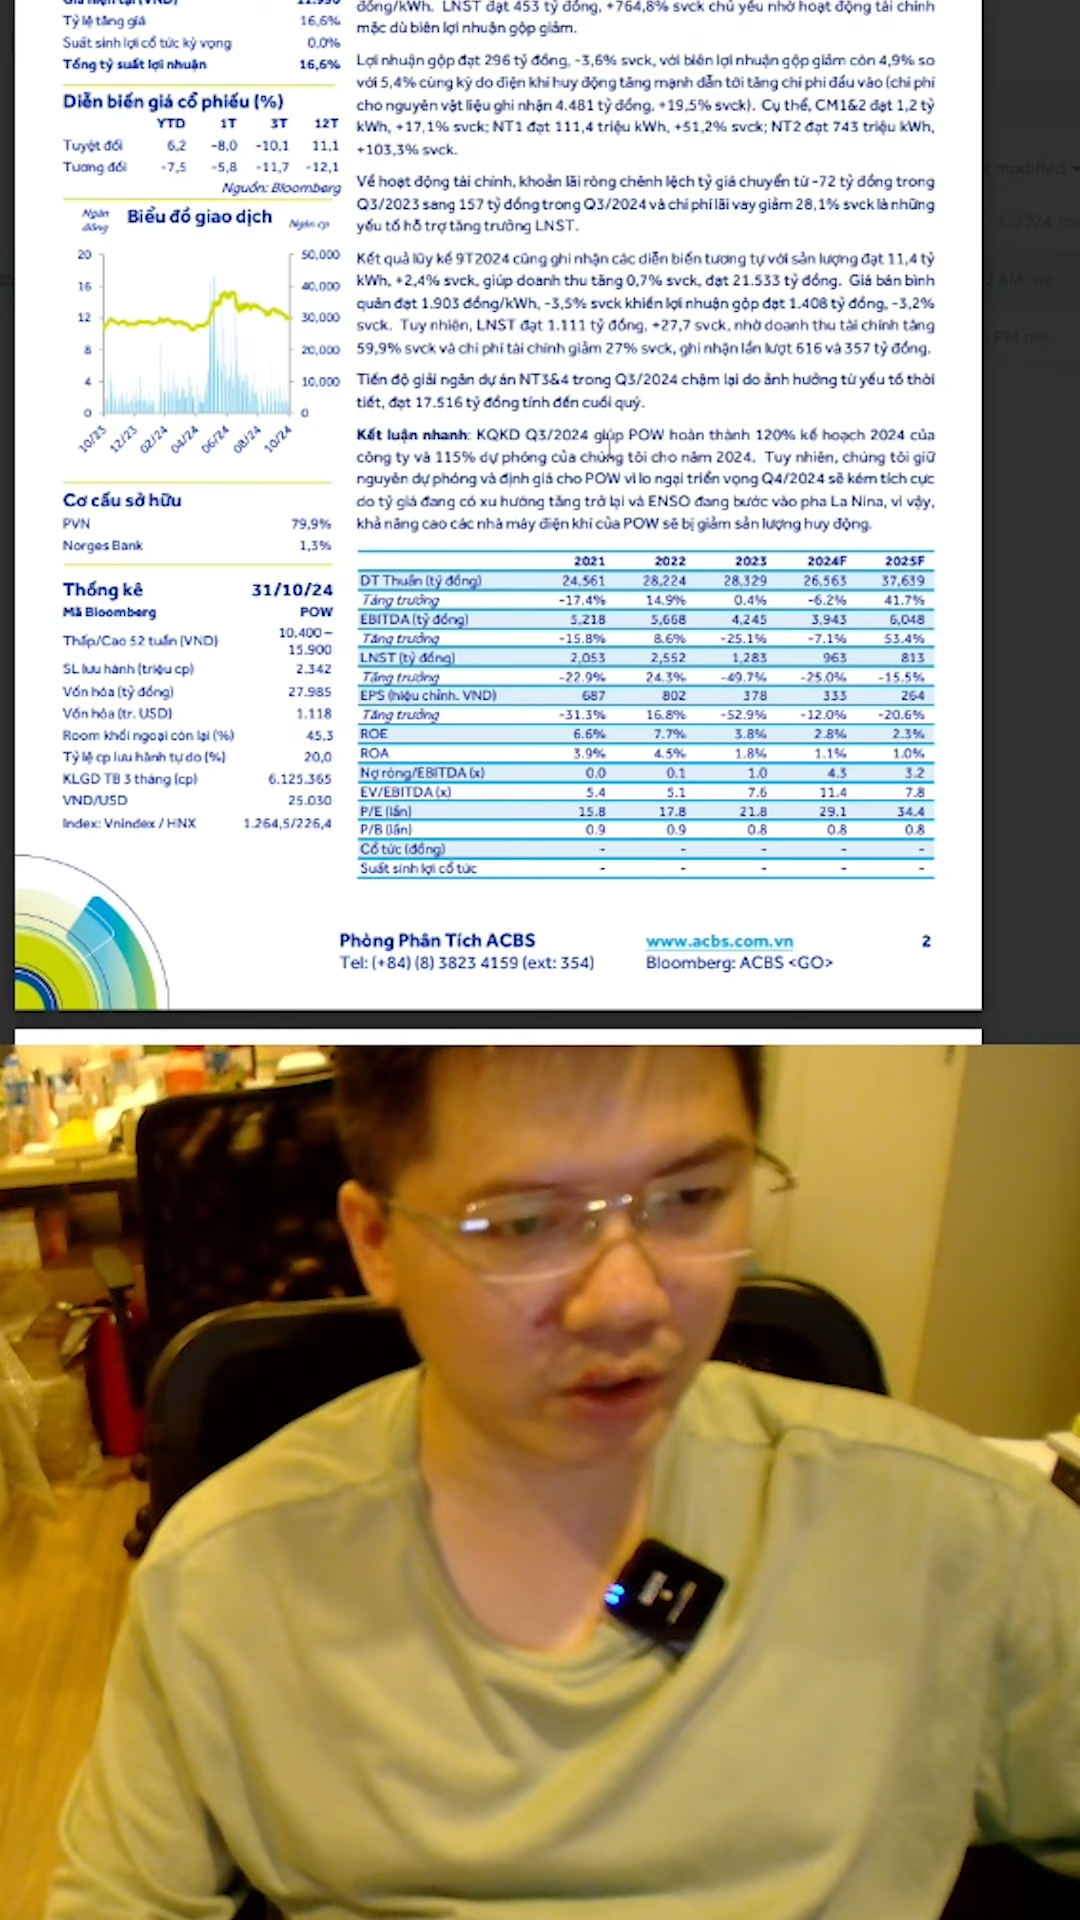 Tỷ lệ tăng giá 16,6%
Suất sinh lợi cổ tức kỳ vọng 0,0%
Tổng tỷ suất lợi nhuận 16,6%
Diễn biến giá cổ phiếu (%)
YTD 1T 3T 12T
Tuyệt đối 6,2 -8,0 -10,1 11,1
Tương đối -7,5 -5,8 -11,7 -12,1
Nguồn: Bloomberg
Ngàn đồng
Biểu đồ giao dịch
Ngàn cp
20 50,000
16 40,000
12 30,000
8 20,000
4 10,000
0 0
10/23 12/23 02/24 04/24 06/24 08/24 10/24
Cơ cấu sở hữu
PVN 79,9%
Norges Bank 1,3%
Thống kê 31/10/24
Mã Bloomberg POW
Thấp/Cao 52 tuần (VND) 10.400 – 15.900
SL lưu hành (triệu cp) 2.342
Vốn hóa (tỷ đồng) 27.985
Vốn hóa (tr. USD) 1.118
Room khối ngoại còn lại (%) 45,3
Tỷ lệ cp lưu hành tự do (%) 20,0
KLGD TB 3 tháng (cp) 6.125.365
VND/USD 25.030
Index: Vnindex / HNX 1.264,5/226,4
đồng/kWh. LNST đạt 453 tỷ đồng, +764,8% svck chủ yếu nhờ hoạt động tài chính
mặc dù biên lợi nhuận gộp giảm.
Lợi nhuận gộp đạt 296 tỷ đồng, -3,6% svck, với biên lợi nhuận gộp giảm còn 4,9% so
với 5,4% cùng kỳ do điện khí huy động tăng mạnh dẫn tới tăng chi phí đầu vào (chi phí
cho nguyên vật liệu ghi nhận 4.481 tỷ đồng, +19,5% svck). Cụ thể, CM1&2 đạt 1,2 tỷ
kWh, +17,1% svck; NT1 đạt 111,4 triệu kWh, +51,2% svck; NT2 đạt 743 triệu kWh,
+103,3% svck.
Về hoạt động tài chính, khoản lãi ròng chênh lệch tỷ giá chuyển từ -72 tỷ đồng trong
Q3/2023 sang 157 tỷ đồng trong Q3/2024 và chi phí lãi vay giảm 28,1% svck là những
yếu tố hỗ trợ tăng trưởng LNST.
Kết quả lũy kế 9T2024 cũng ghi nhận các diễn biến tương tự với sản lượng đạt 11,4 tỷ
kWh, +2,4% svck, giúp doanh thu tăng 0,7% svck, đạt 21.533 tỷ đồng. Giá bán bình
quân đạt 1.903 đồng/kWh, -3,5% svck khiến lợi nhuận gộp đạt 1.408 tỷ đồng, -3,2%
svck. Tuy nhiên, LNST đạt 1.111 tỷ đồng, +27,7 svck, nhờ doanh thu tài chính tăng
59,9% svck và chi phí tài chính giảm 27% svck, ghi nhận lần lượt 616 và 357 tỷ đồng.
Tiến độ giải ngân dự án NT3&4 trong Q3/2024 chậm lại do ảnh hưởng từ yếu tố thời
tiết, đạt 17.516 tỷ đồng tính đến cuối quý.
Kết luận nhanh: KQKD Q3/2024 giúp POW hoàn thành 120% kế hoạch 2024 của
công ty và 115% dự phóng của chúng tôi cho năm 2024. Tuy nhiên, chúng tôi giữ
nguyên dự phóng và định giá cho POW vì lo ngại triển vọng Q4/2024 sẽ kém tích cực
do tỷ giá đang có xu hướng tăng trở lại và ENSO đang bước vào pha La Nina, vì vậy,
khả năng cao các nhà máy điện khí của POW sẽ bị giảm sản lượng huy động.
2021 2022 2023 2024F 2025F
DT Thuần (tỷ đồng) 24,561 28,224 28,329 26,563 37,639
Tăng trưởng -17.4% 14.9% 0.4% -6.2% 41.7%
EBITDA (tỷ đồng) 5,218 5,668 4,245 3,943 6,048
Tăng trưởng -15.8% 8.6% -25.1% -7.1% 53.4%
LNST (tỷ đồng) 2,053 2,552 1,283 963 813
Tăng trưởng -22.9% 24.3% -49.7% -25.0% -15.5%
EPS (hiệu chỉnh. VND) 687 802 378 333 264
Tăng trưởng -31.3% 16.8% -52.9% -12.0% -20.6%
ROE 6.6% 7.7% 3.8% 2.8% 2.3%
ROA 3.9% 4.5% 1.8% 1.1% 1.0%
Nợ ròng/EBITDA (x) 0.0 0.1 1.0 4.3 3.2
EV/EBITDA (x) 5.4 5.1 7.6 11.4 7.8
P/E (lần) 15.8 17.8 21.8 29.1 34.4
P/B (lần) 0.9 0.9 0.8 0.8 0.8
Cổ tức (đồng) - - - - -
Suất sinh lợi cổ tức - - - - -
Phòng Phân Tích ACBS www.acbs.com.vn 2
Tel: (+84) (8) 3823 4159 (ext: 354) Bloomberg: ACBS <GO>
modified